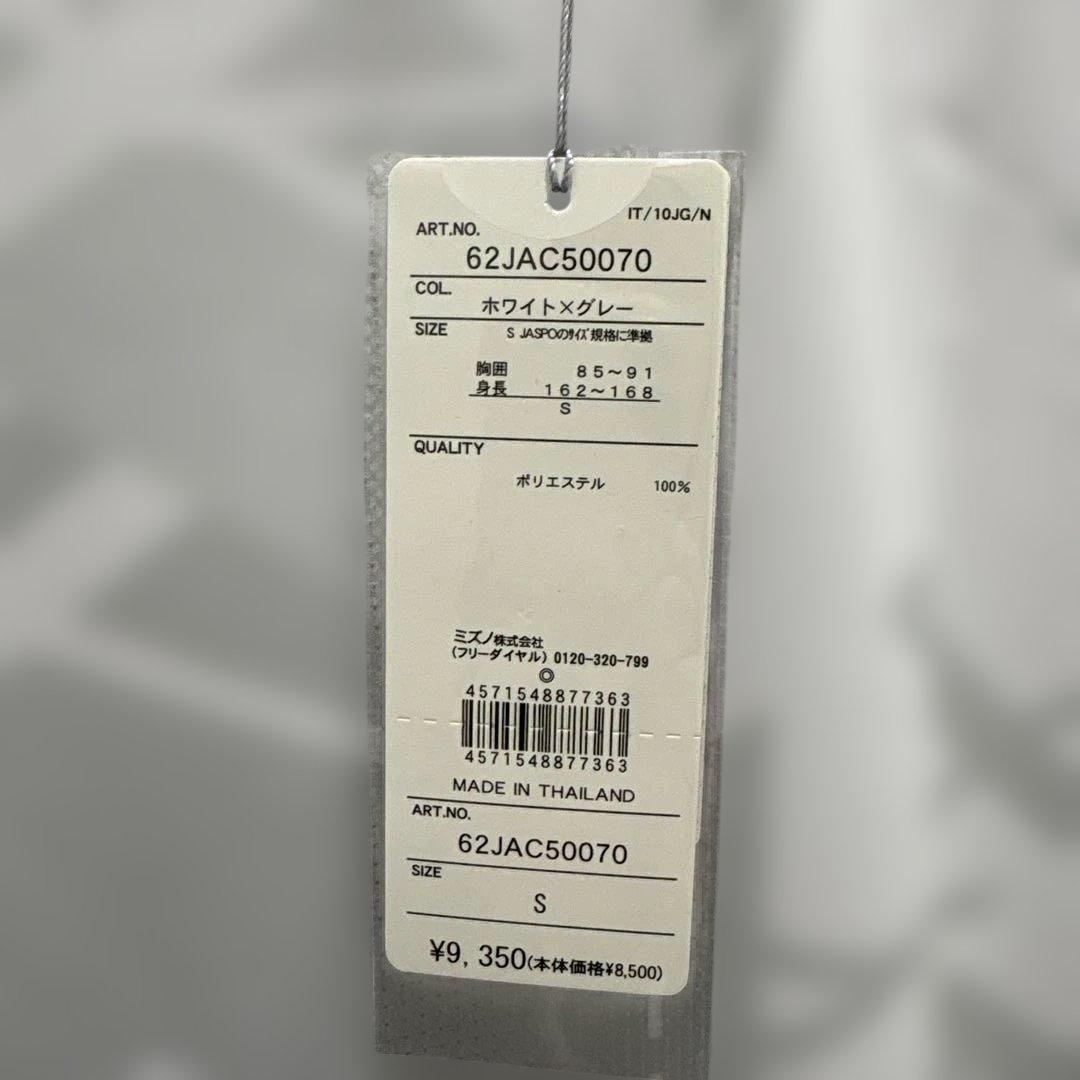 IT/10JG/N
ART.NO.
62JAC50070
COL.
ホワイト×グレー
SIZE
S JASPOのサイズ規格に準拠
胸囲 85～91
身長 162～168
S
QUALITY
ポリエステル 100%
ミズノ株式会社
(フリーダイヤル) 0120-320-799
◎
4571548877363
4571548877363
MADE IN THAILAND
ART.NO.
62JAC50070
SIZE
S
¥9,350(本体価格¥8,500)